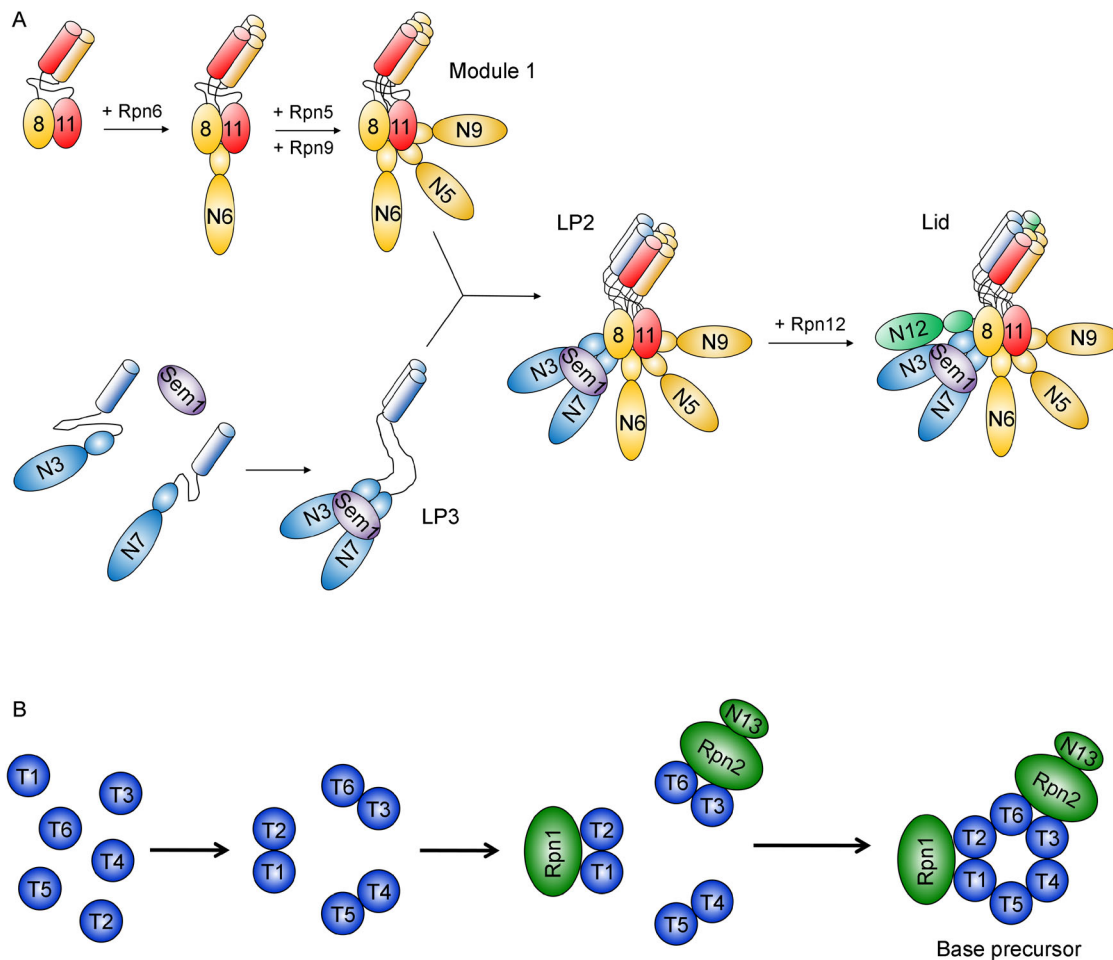 A
8 11
+ Rpn6
8 11
N6
+ Rpn5
+ Rpn9
Module 1
8 11
N9
N5
N6
LP2
8 11
N9
N3
Sem1
N7
N6
N5
+ Rpn12
Lid
N12
8 11
N9
N3
Sem1
N7
N6
N5
Sem1
N3
N7
N3
Sem1
N7
LP3
B
T1
T3
T6
T4
T5
T2
T6
T3
T2
T1
T4
T5
N13
Rpn2
T6
T3
Rpn1
T2
T1
T4
T5
N13
Rpn2
T6
T2
T3
Rpn1
T1
T4
T5
Base precursor